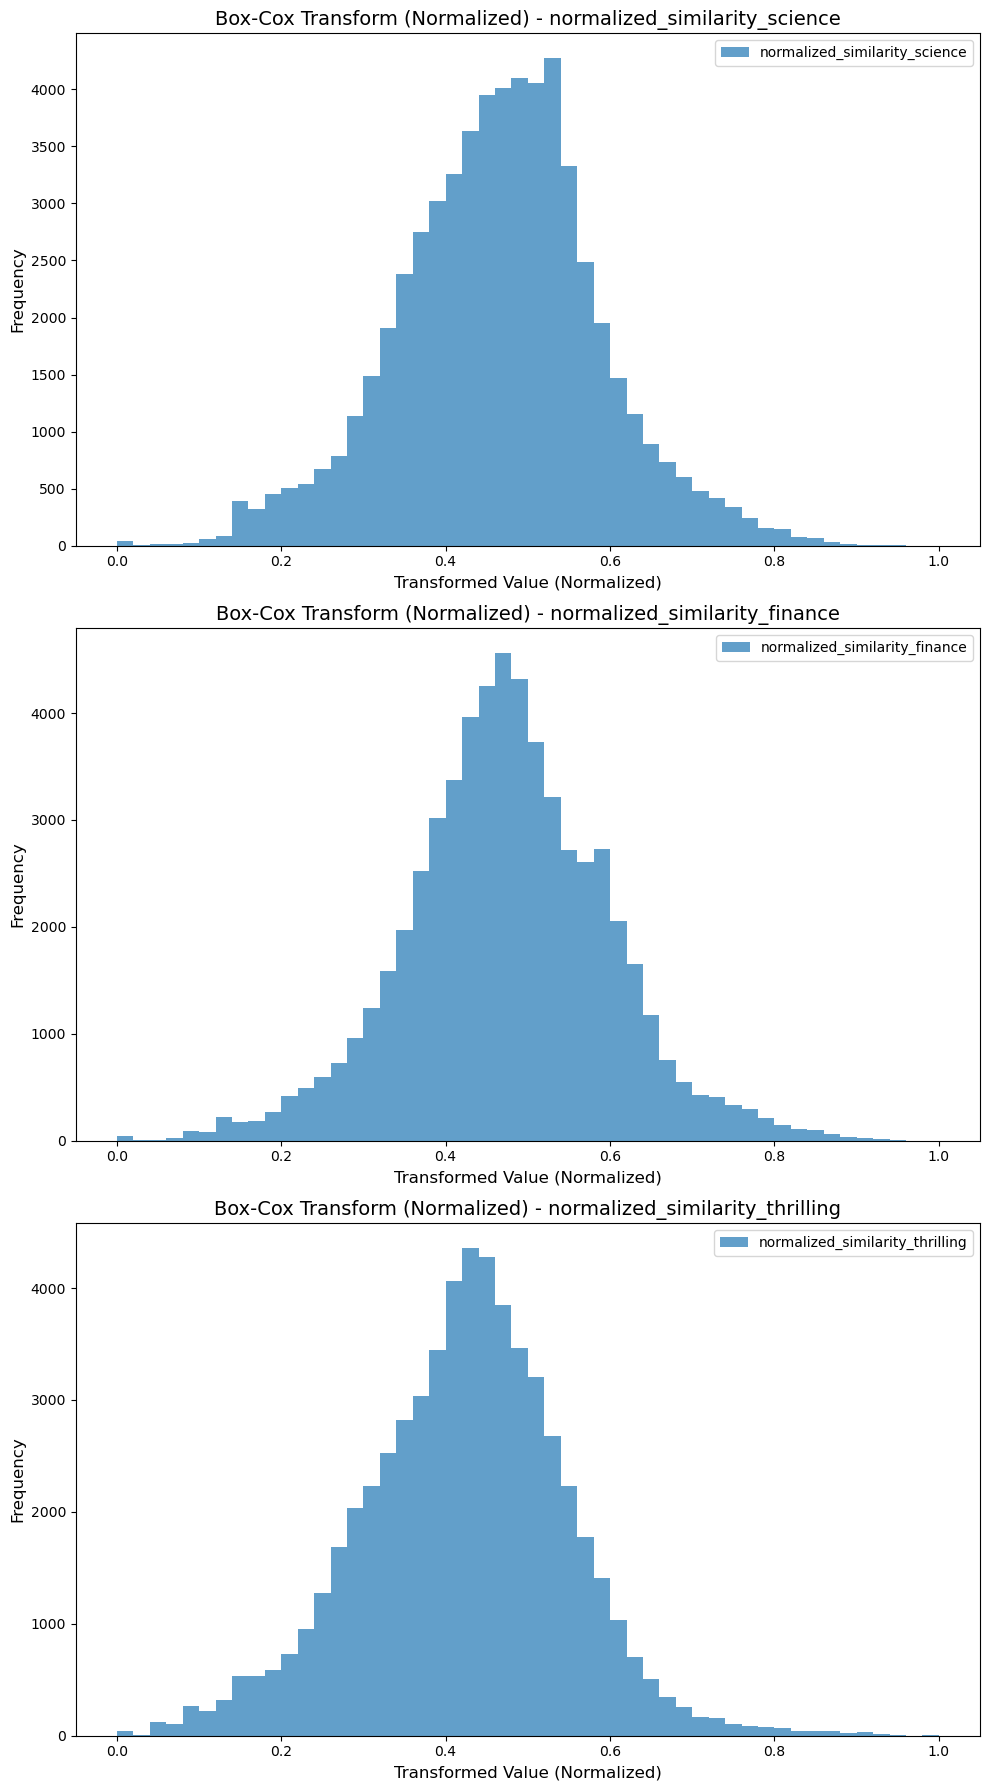 Box-Cox Transform (Normalized) - normalized_similarity_science
normalized_similarity_science
Frequency
4000
3500
3000
2500
2000
1500
1000
500
0
0.0 0.2 0.4 0.6 0.8 1.0
Transformed Value (Normalized)
Box-Cox Transform (Normalized) - normalized_similarity_finance
normalized_similarity_finance
Frequency
4000
3000
2000
1000
0
0.0 0.2 0.4 0.6 0.8 1.0
Transformed Value (Normalized)
Box-Cox Transform (Normalized) - normalized_similarity_thrilling
normalized_similarity_thrilling
Frequency
4000
3000
2000
1000
0
0.0 0.2 0.4 0.6 0.8 1.0
Transformed Value (Normalized)